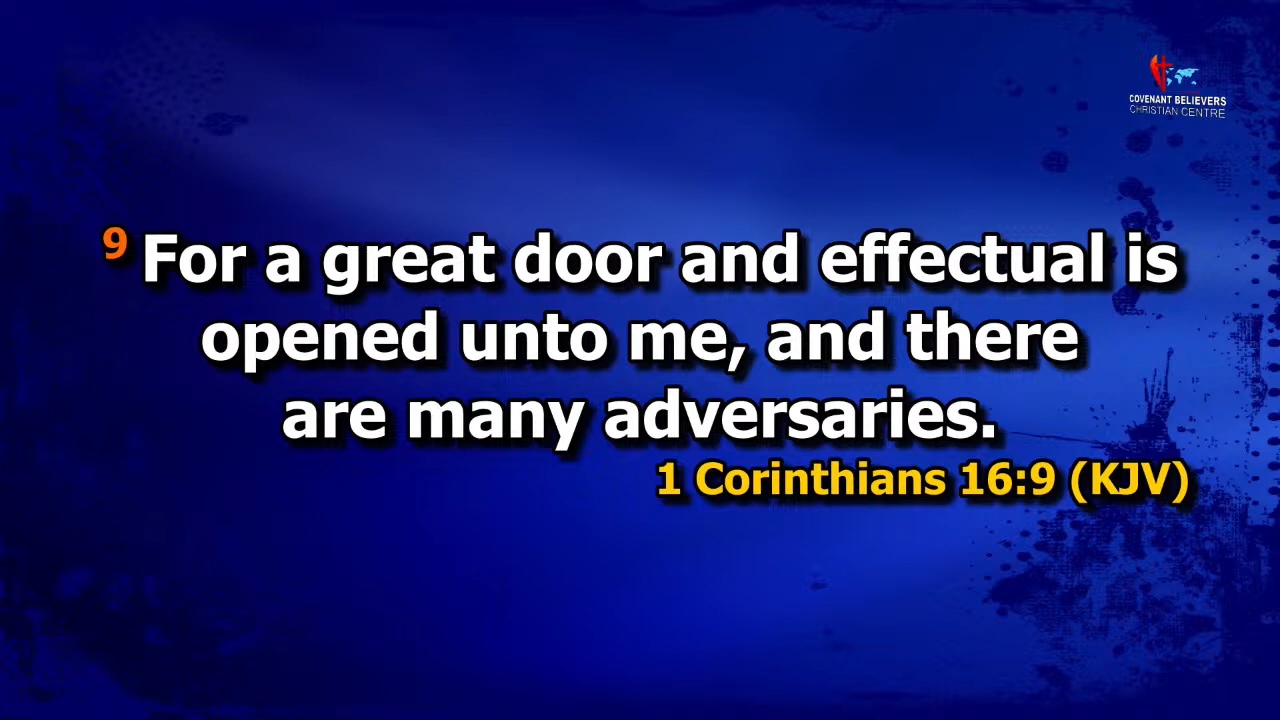 COVENANT BELIEVERS
CHRISTIAN CENTRE
9 For a great door and effectual is
opened unto me, and there
are many adversaries.
1 Corinthians 16:9 (KJV)